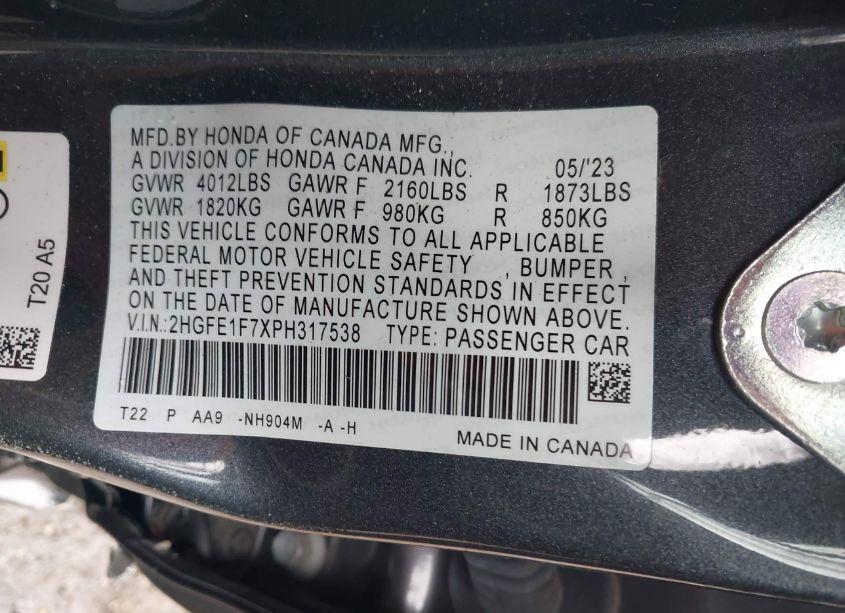 MFD.BY HONDA OF CANADA MFG.,
A DIVISION OF HONDA CANADA INC. 05/'23
GVWR 4012LBS GAWR F 2160LBS R 1873LBS
GVWR 1820KG GAWR F 980KG R 850KG
THIS VEHICLE CONFORMS TO ALL APPLICABLE
FEDERAL MOTOR VEHICLE SAFETY , BUMPER ,
AND THEFT PREVENTION STANDARDS IN EFFECT
ON THE DATE OF MANUFACTURE SHOWN ABOVE.
V.I.N.:2HGFE1F7XPH317538 TYPE: PASSENGER CAR
T22 P AA9 -NH904M -A -H
MADE IN CANADA
T20 A5